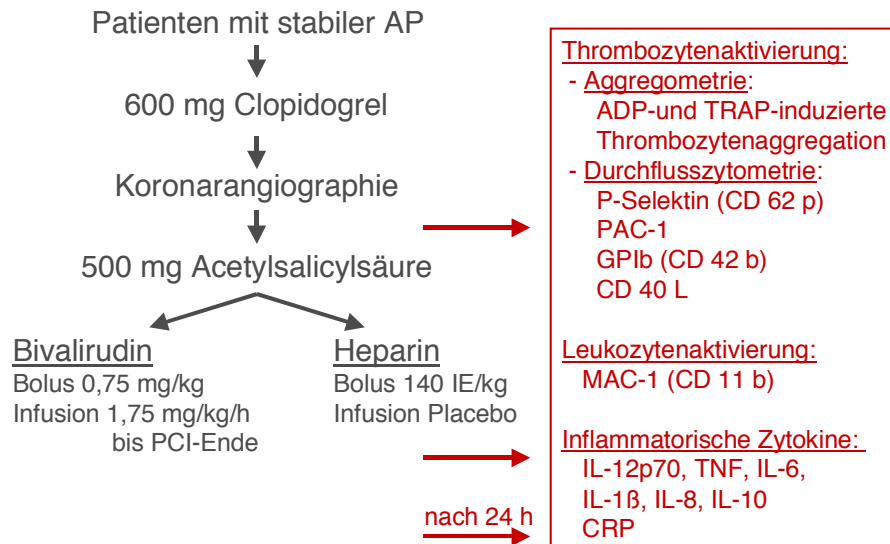 Patienten mit stabiler AP
600 mg Clopidogrel
Koronarangiographie
500 mg Acetylsalicylsäure
Bivalirudin
Bolus 0,75 mg/kg
Infusion 1,75 mg/kg/h
bis PCI-Ende
Heparin
Bolus 140 IE/kg
Infusion Placebo
nach 24 h
Thrombozytenaktivierung:
- Aggregometrie:
ADP-und TRAP-induzierte
Thrombozytenaggregation
- Durchflusszytometrie:
P-Selektin (CD 62 p)
PAC-1
GPIb (CD 42 b)
CD 40 L
Leukozytenaktivierung:
MAC-1 (CD 11 b)
Inflammatorische Zytokine:
IL-12p70, TNF, IL-6,
IL-1ß, IL-8, IL-10
CRP